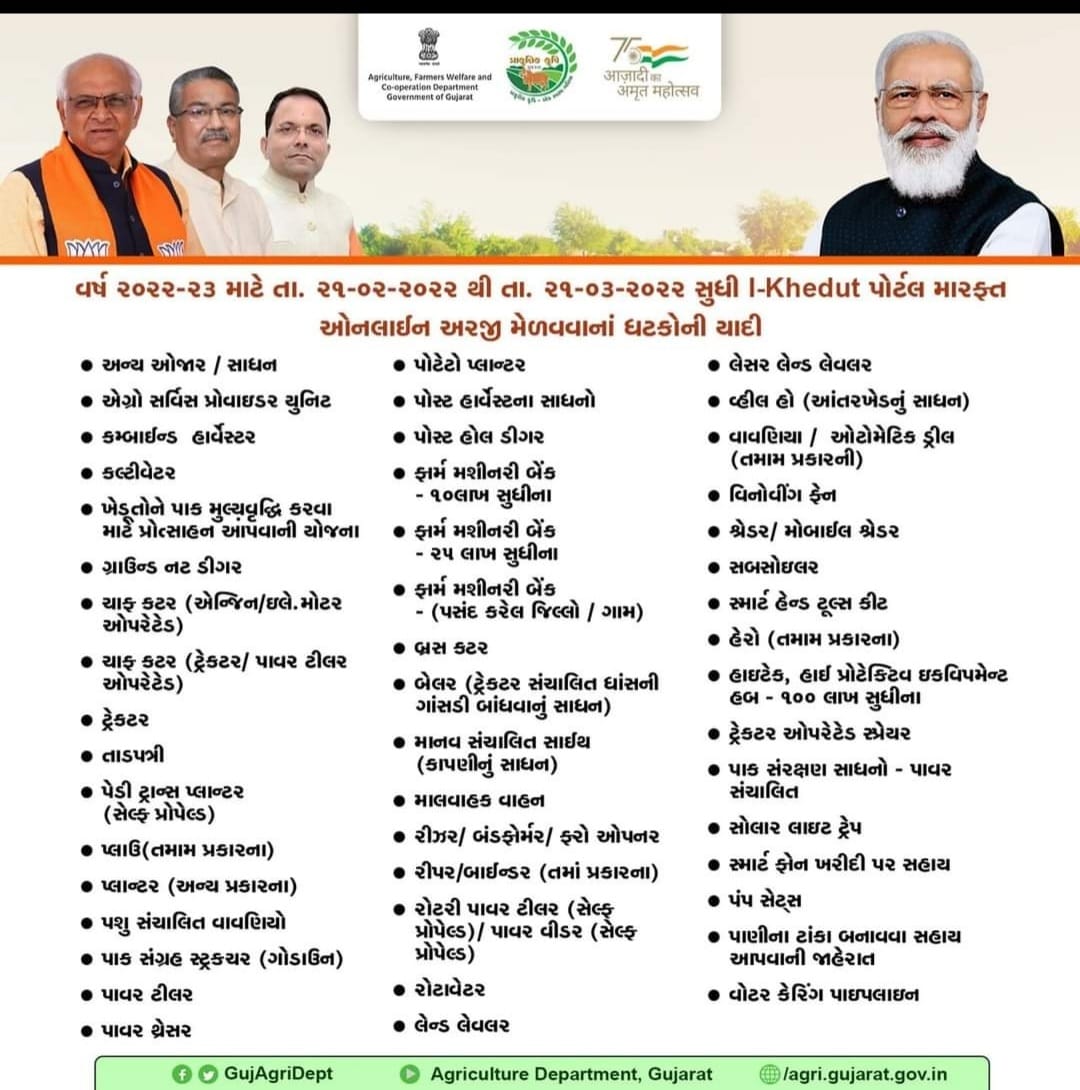 Agriculture, Farmers Welfare and
Co-operation Department
Government of Gujarat
પ્રાકૃતિક કૃષિ
75
आज़ादी का
अमृत महोत्सव
વર્ષ ૨૦૨૨-૨૩ માટે તા. ૨૧-૦૨-૨૦૨૨ થી તા. ૨૧-૦૩-૨૦૨૨ સુધી I-Khedut પોર્ટલ મારફત
ઓનલાઈન અરજી મેળવવાનાં ઘટકોની યાદી
● અન્ય ઓજાર / સાધન
● એગ્રો સર્વિસ પ્રોવાઇડર યુનિટ
● કમ્બાઈન્ડ હાર્વેસ્ટર
● કલ્ટીવેટર
● ખેડૂતોને પાક મુલ્યવૃદ્ધિ કરવા
માટે પ્રોત્સાહન આંપવાની યોજના
● ગ્રાઉન્ડ નટ ડીગર
● ચાફ કટર (એન્જિન/ઇલે.મોટર
ઓપરેટેડ)
● ચાફ કટર (ટ્રેકટર/ પાવર ટીલર
ઓપરેટેડ)
● ટ્રેકટર
● તાડપત્રી
● પેડી ટ્રાન્સ પ્લાન્ટર
(સેલ્ફ પ્રોપેલ્ડ)
● પ્લાઉ(તમામ પ્રકારના)
● પ્લાન્ટર (અન્ય પ્રકારના)
● પશુ સંચાલિત વાવણિયો
● પાક સંગ્રહ સ્ટ્રકચર (ગોડાઉન)
● પાવર ટીલર
● પાવર થ્રેસર
● પોટેટો પ્લાન્ટર
● પોસ્ટ હાર્વેસ્ટના સાધનો
● પોસ્ટ હોલ ડીગર
● ફાર્મ મશીનરી બેંક
- ૧૦લાખ સુધીના
● ફાર્મ મશીનરી બેંક
- ૨૫ લાખ સુધીના
● ફાર્મ મશીનરી બેંક
- (પસંદ કરેલ જિલ્લો / ગામ)
● બ્રસ કટર
● બેલર (ટ્રેકટર સંચાલિત ઘાંસની
ગાંસડી બાંધવાનું સાધન)
● માનવ સંચાલિત સાઈથ
(કાપણીનું સાધન)
● માલવાહક વાહન
● રીઝર/ બંડફોર્મર/ ફરો ઓપનર
● રીપર/બાઈન્ડર (તમાં પ્રકારના)
● રોટરી પાવર ટીલર (સેલ્ફ
પ્રોપેલ્ડ)/ પાવર વીડર (સેલ્ફ
પ્રોપેલ્ડ)
● રોટાવેટર
● લેન્ડ લેવલર
● લેસર લેન્ડ લેવલર
● વ્હીલ હો (આંતરખેડનું સાધન)
● વાવણિયા / ઓટોમેટિક ડ્રીલ
(તમામ પ્રકારની)
● વિનોવીંગ ફેન
● શ્રેડર/ મોબાઈલ શ્રેડર
● સબસોઇલર
● સ્માર્ટ હેન્ડ ટૂલ્સ કીટ
● હેરો (તમામ પ્રકારના)
● હાઇટેક, હાઈ પ્રોટેક્ટિવ ઇકવિપમેન્ટ
હબ - ૧૦૦ લાખ સુધીના
● ટ્રેકટર ઓપરેટેડ સ્પ્રેયર
● પાક સંરક્ષણ સાધનો - પાવર
સંચાલિત
● સોલાર લાઇટ ટ્રેપ
● સ્માર્ટ ફોન ખરીદી પર સહાય
● પંપ સેટ્સ
● પાણીના ટાંકા બનાવવા સહાય
આપવાની જાહેરાત
● વોટર કેરિંગ પાઇપલાઇન
GujAgriDept
Agriculture Department, Gujarat
/agri.gujarat.gov.in